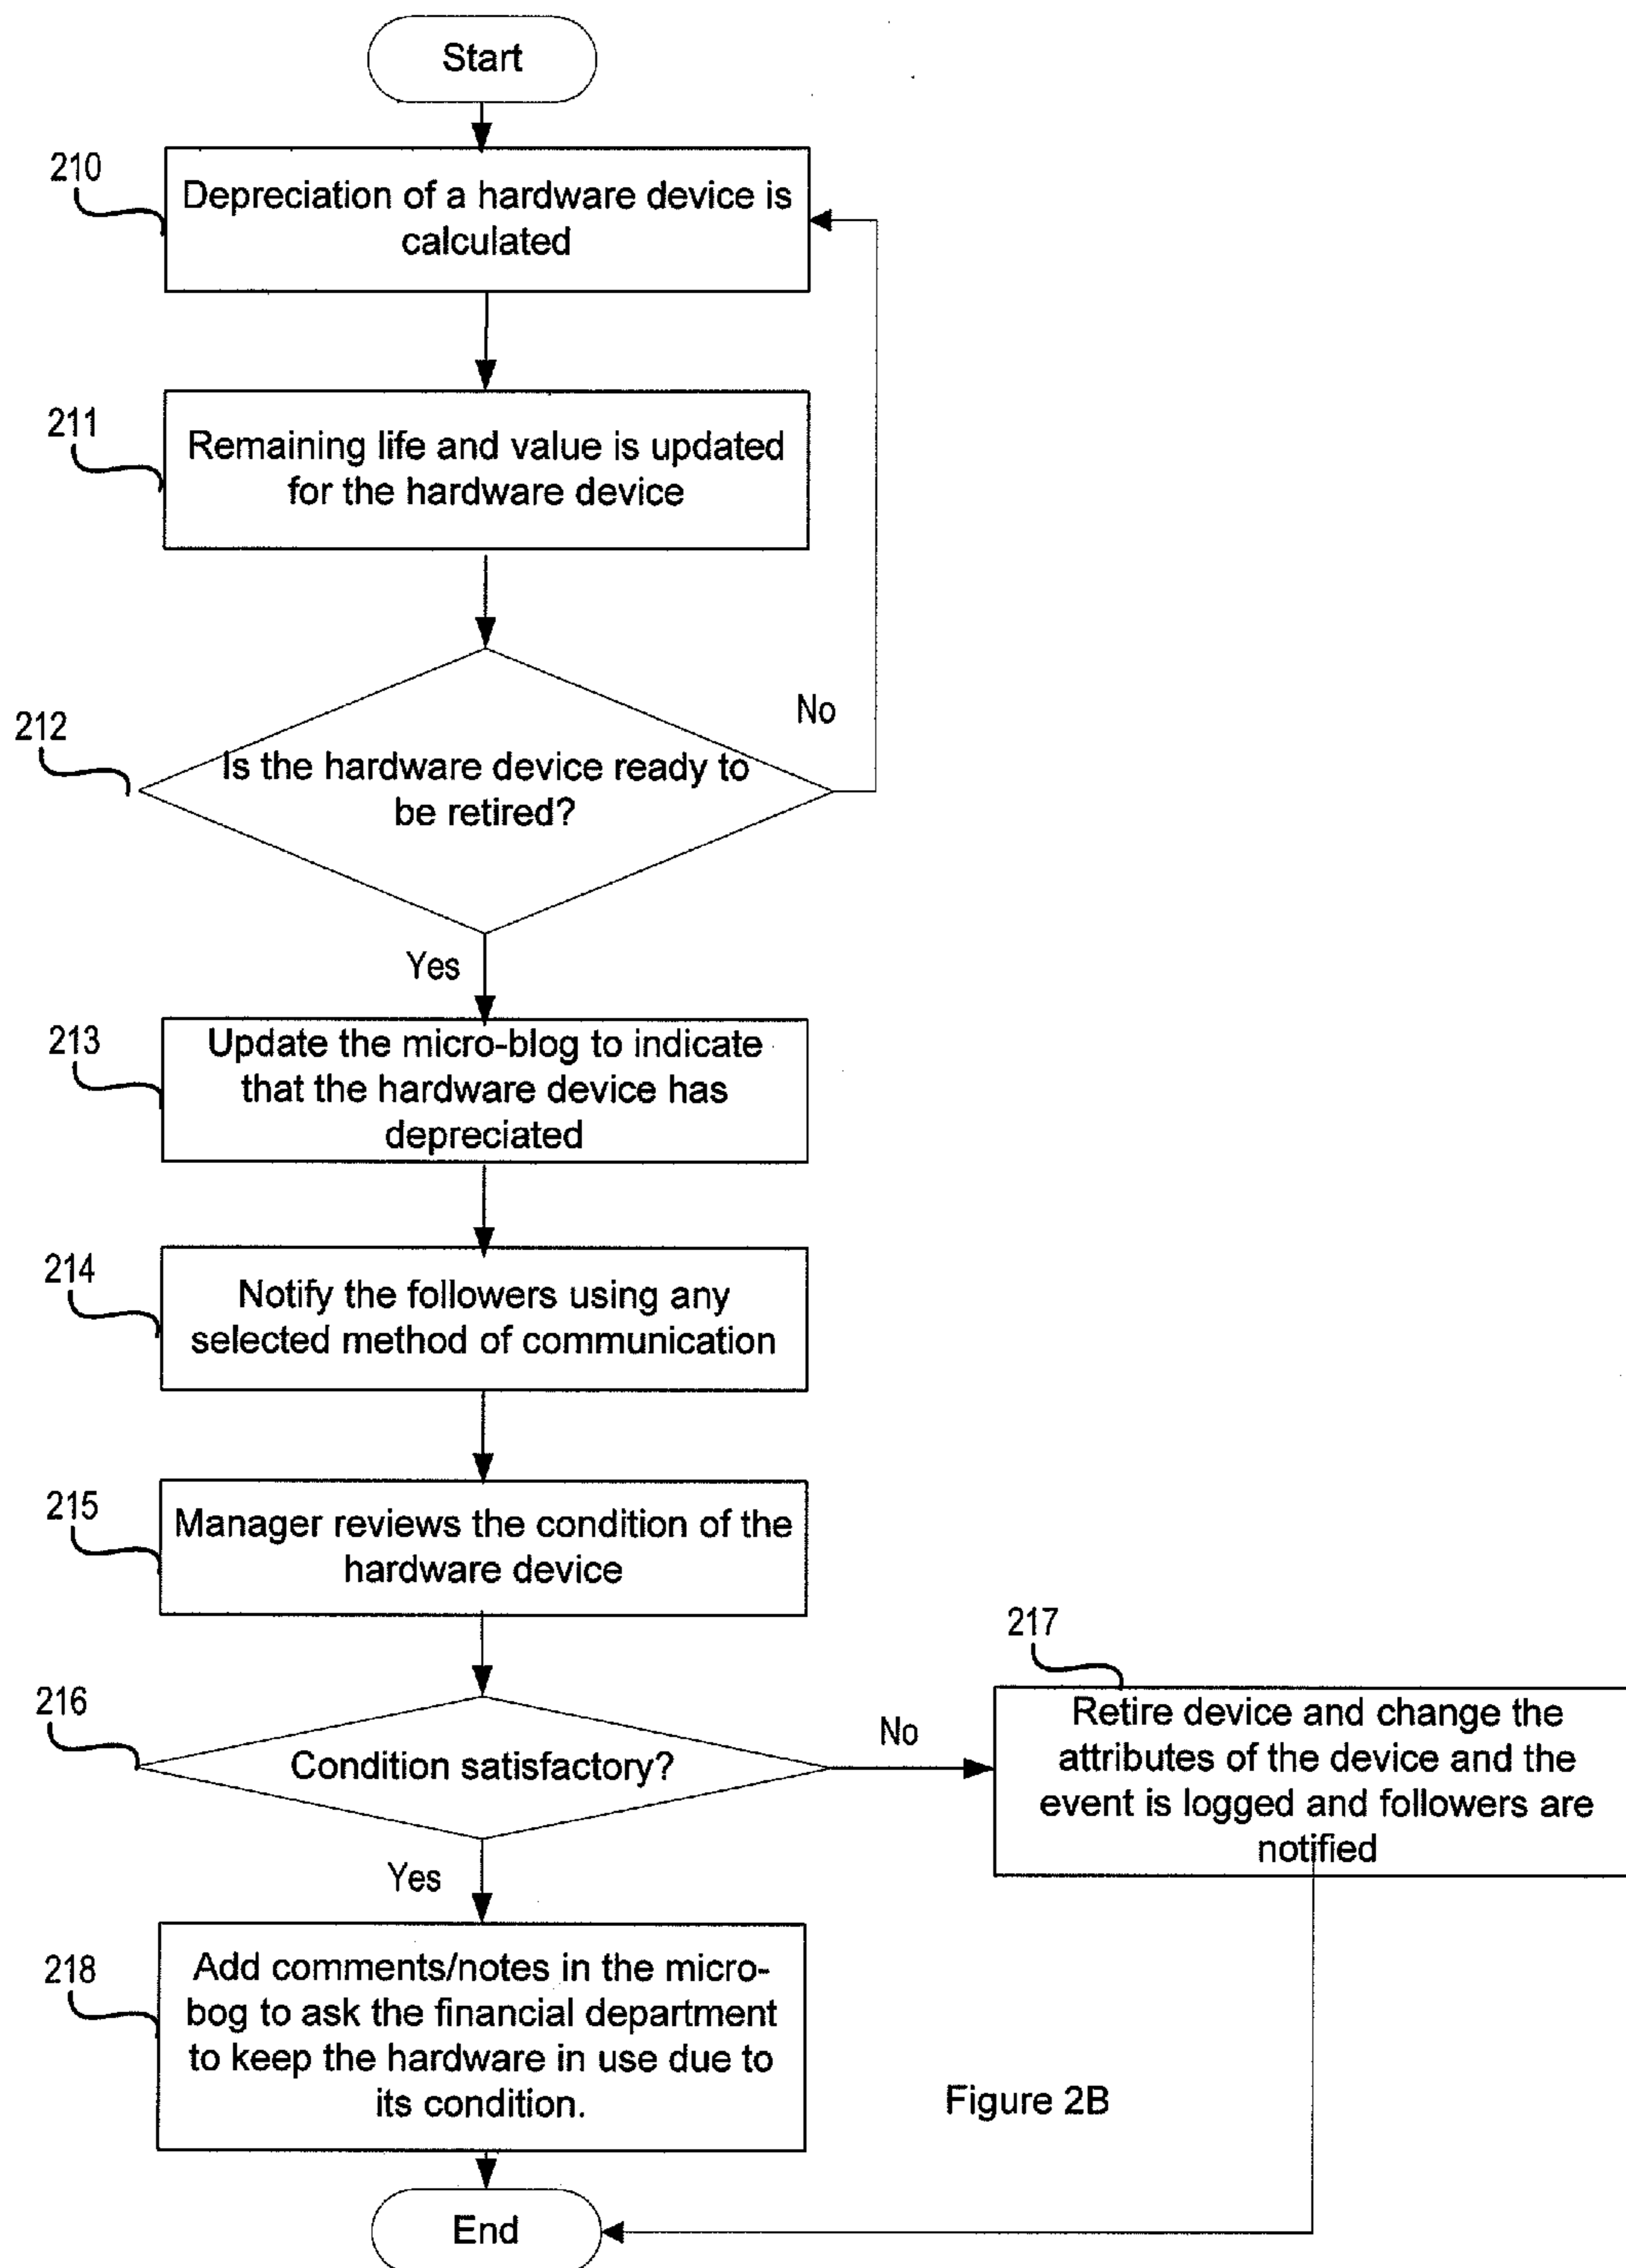 Start
210
Depreciation of a hardware device is
calculated
211
Remaining life and value is updated
for the hardware device
212
No
Is the hardware device ready to
be retired?
Yes
213
Update the micro-blog to indicate
that the hardware device has
depreciated
214
Notify the followers using any
selected method of communication
215
Manager reviews the condition of the
hardware device
216
Condition satisfactory?
No
217
Retire device and change the
attributes of the device and the
event is logged and followers are
notified
Yes
218
Add comments/notes in the micro-
bog to ask the financial department
to keep the hardware in use due to
its condition.
Figure 2B
End